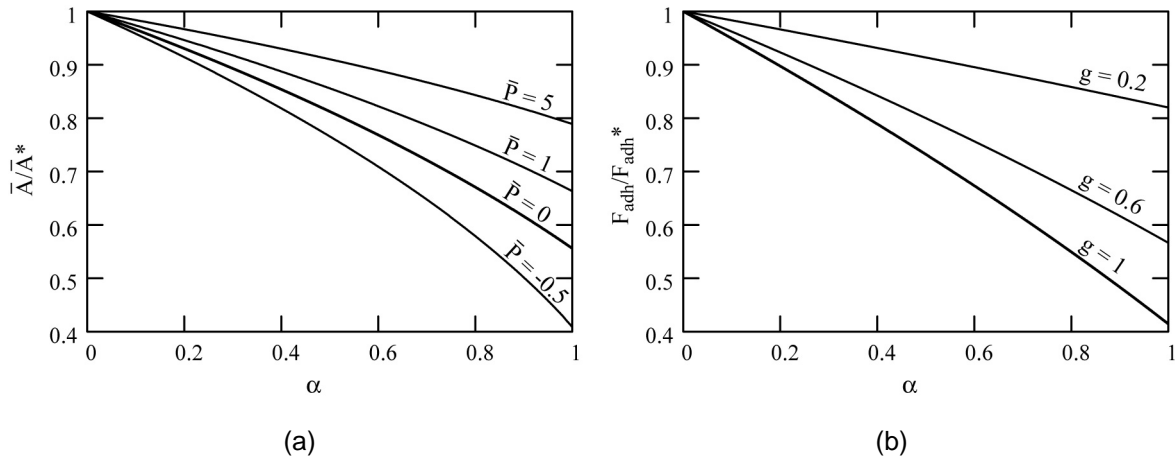 1
0.9
0.8
0.7
0.6
0.5
0.4
Ā/Ā*
P̄ = 5
P̄ = 1
P̄ = 0
P̄ = -0.5
0 0.2 0.4 0.6 0.8 1
α
(a)
1
0.9
0.8
0.7
0.6
0.5
0.4
F_adh/F_adh*
g = 0.2
g = 0.6
g = 1
0 0.2 0.4 0.6 0.8 1
α
(b)